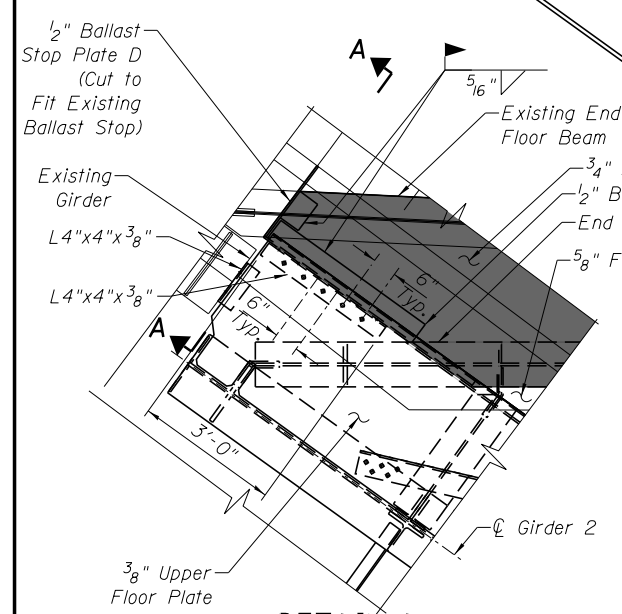 1/2" Ballast
Stop Plate D
(Cut to
Fit Existing
Ballast Stop)
A
5/16"
Existing End
Floor Beam
3/4"
1/2" B
End
5/8" F
Existing
Girder
L4"x4"x3/8"
L4"x4"x3/8"
6"
Typ.
6"
Typ.
A
3'-0"
℄ Girder 2
3/8" Upper
Floor Plate